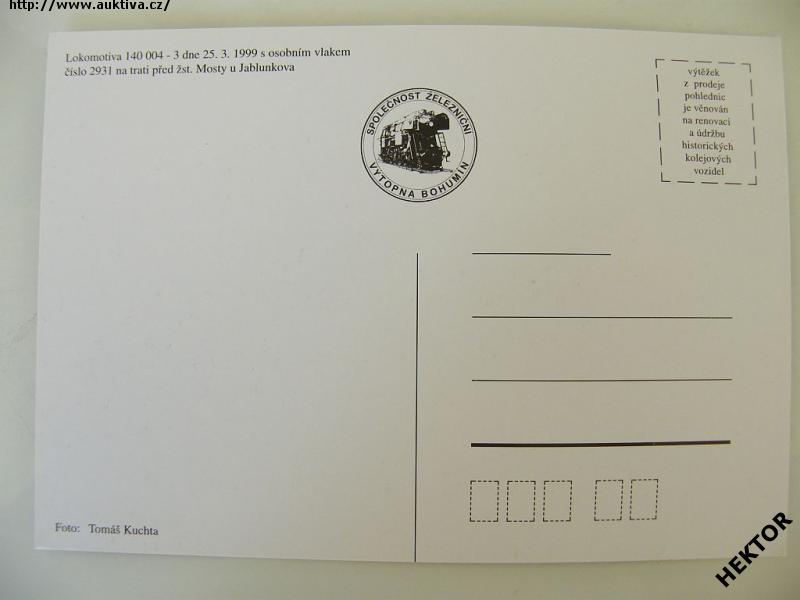 http://www.auktiva.cz/
Lokomotiva 140 004 - 3 dne 25. 3. 1999 s osobním vlakem
číslo 2931 na trati před žst. Mosty u Jablunkova
SPOLEČNOST ŽELEZNIČNÍ
VÝTOPNA BOHUMÍN
výtěžek
z prodeje
pohlednic
je věnován
na renovaci
a údržbu
historických
kolejových
vozidel
Foto: Tomáš Kuchta
HEKTOR